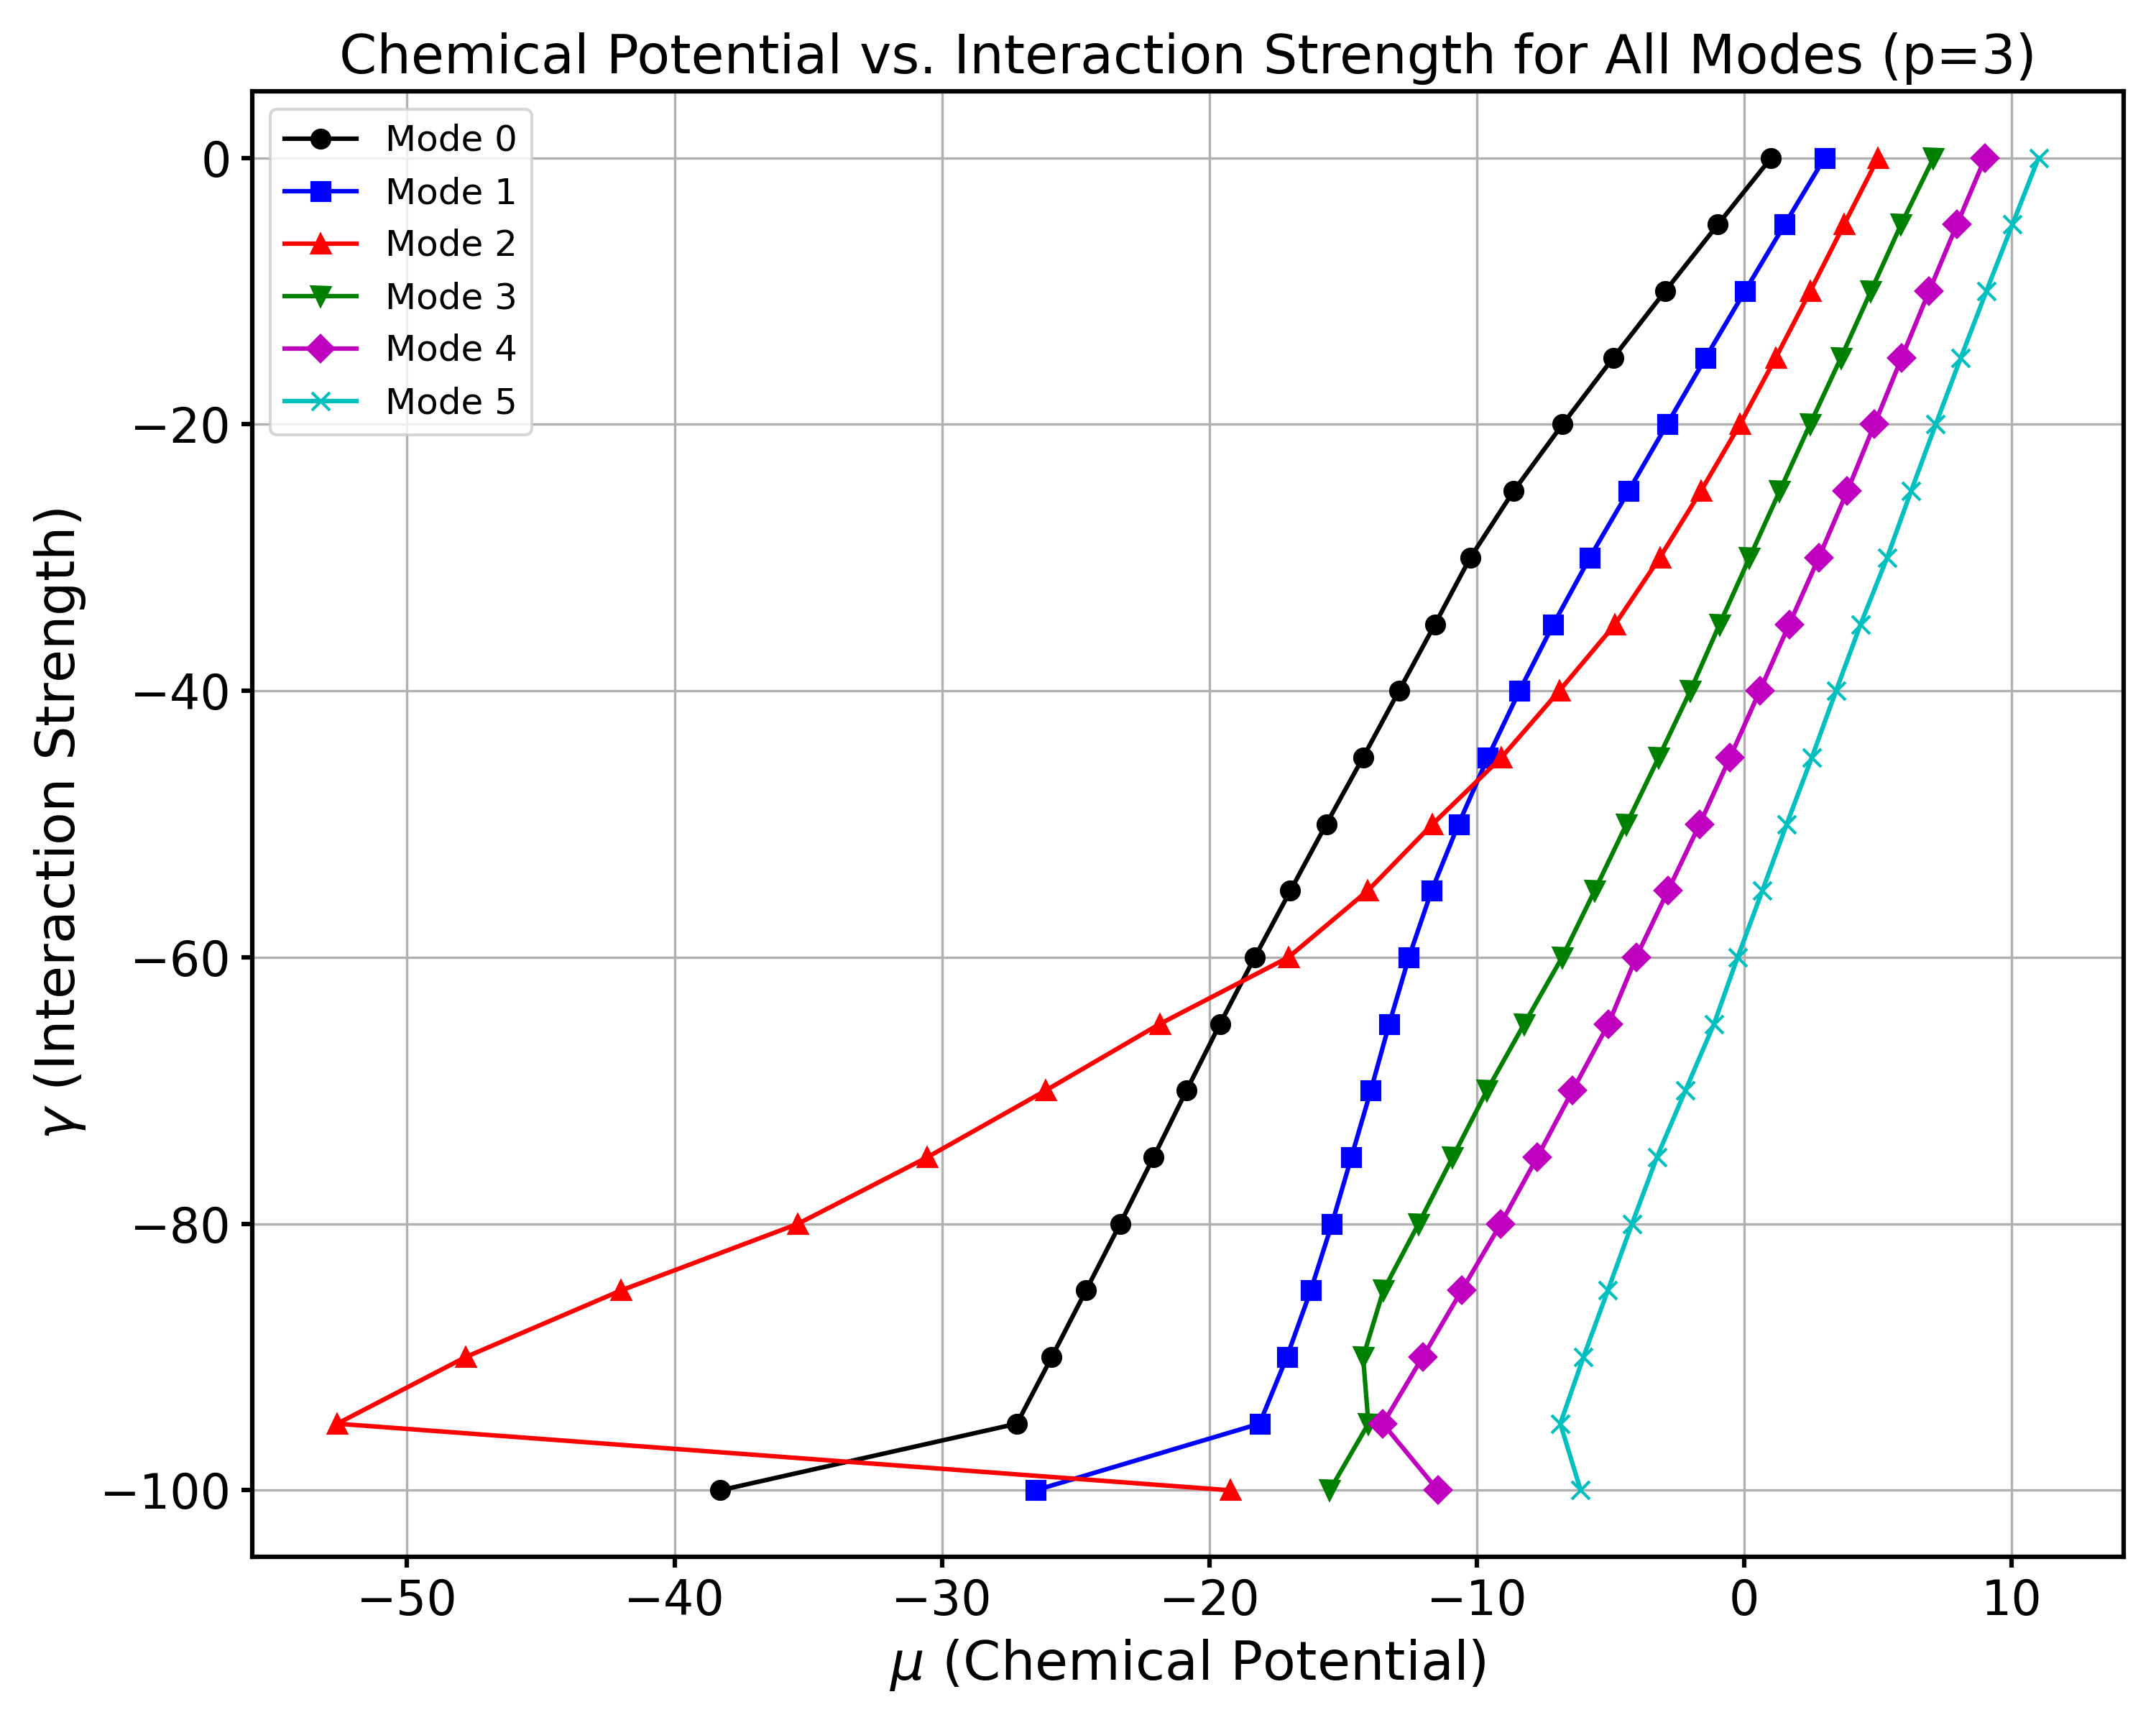 Chemical Potential vs. Interaction Strength for All Modes (p=3)
Mode 0
Mode 1
Mode 2
Mode 3
Mode 4
Mode 5
γ (Interaction Strength)
0
−20
−40
−60
−80
−100
−50 −40 −30 −20 −10 0 10
μ (Chemical Potential)